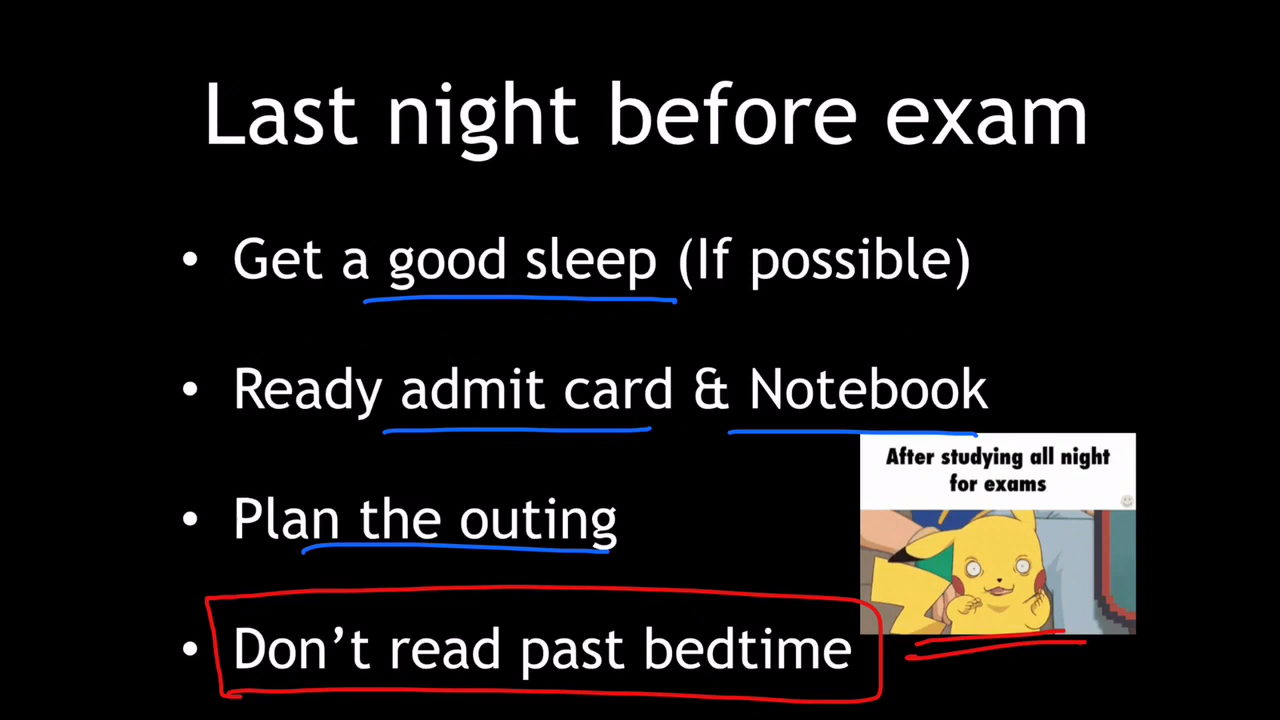 Last night before exam
• Get a good sleep (If possible)
• Ready admit card & Notebook
After studying all night
for exams
• Plan the outing
• Don't read past bedtime